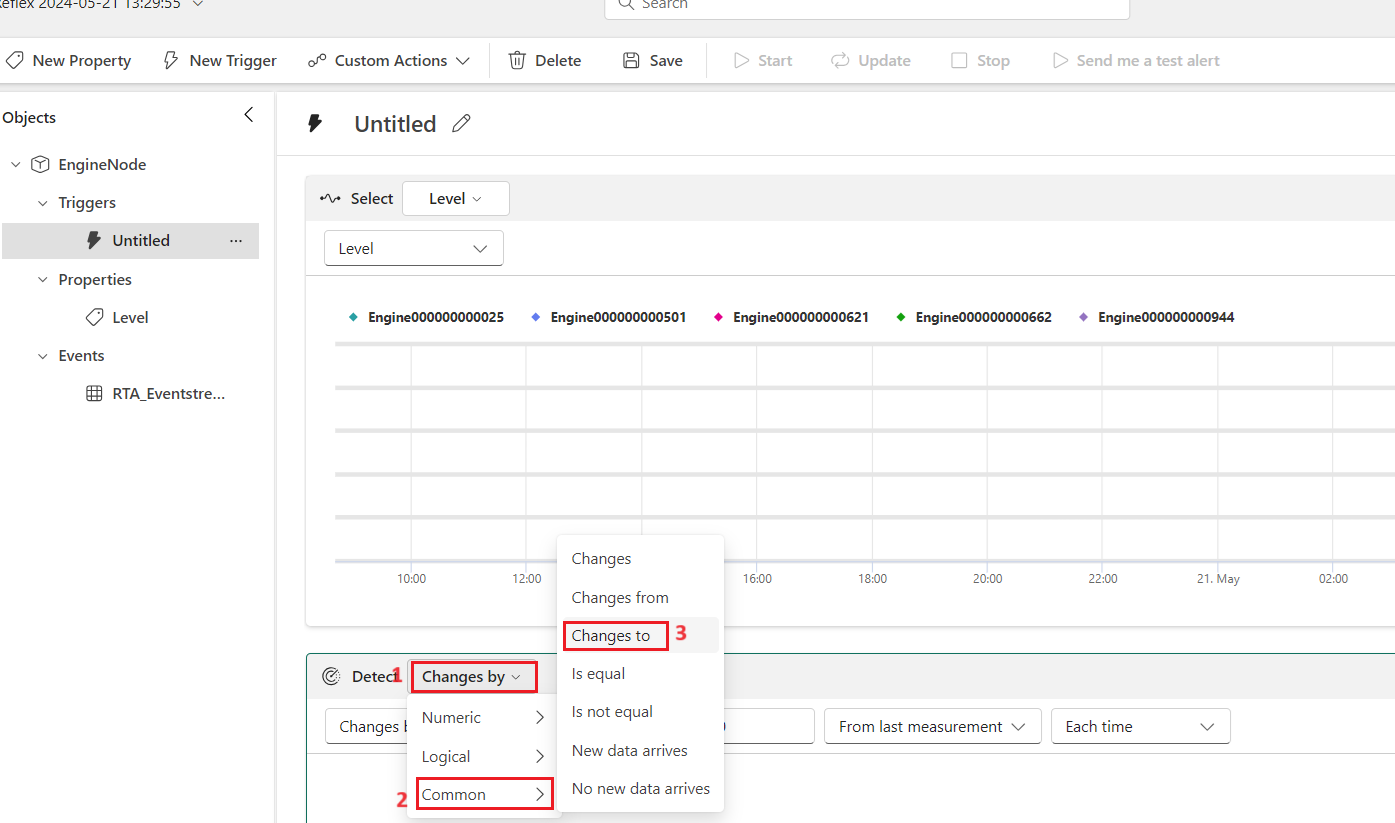 eflex 2024-05-21 13:29:55
Search
New Property New Trigger Custom Actions Delete Save Start Update Stop Send me a test alert
Objects
Untitled
EngineNode
Triggers
Untitled ...
Properties
Level
Events
RTA_Eventstre...
Select Level
Level
Engine000000000025 Engine000000000501 Engine000000000621 Engine000000000662 Engine000000000944
10:00 12:00 16:00 18:00 20:00 22:00 21. May 02:00
Detect 1 Changes by
Changes b
From last measurement Each time
Numeric
Logical
2 Common
Changes
Changes from
Changes to 3
Is equal
Is not equal
New data arrives
No new data arrives